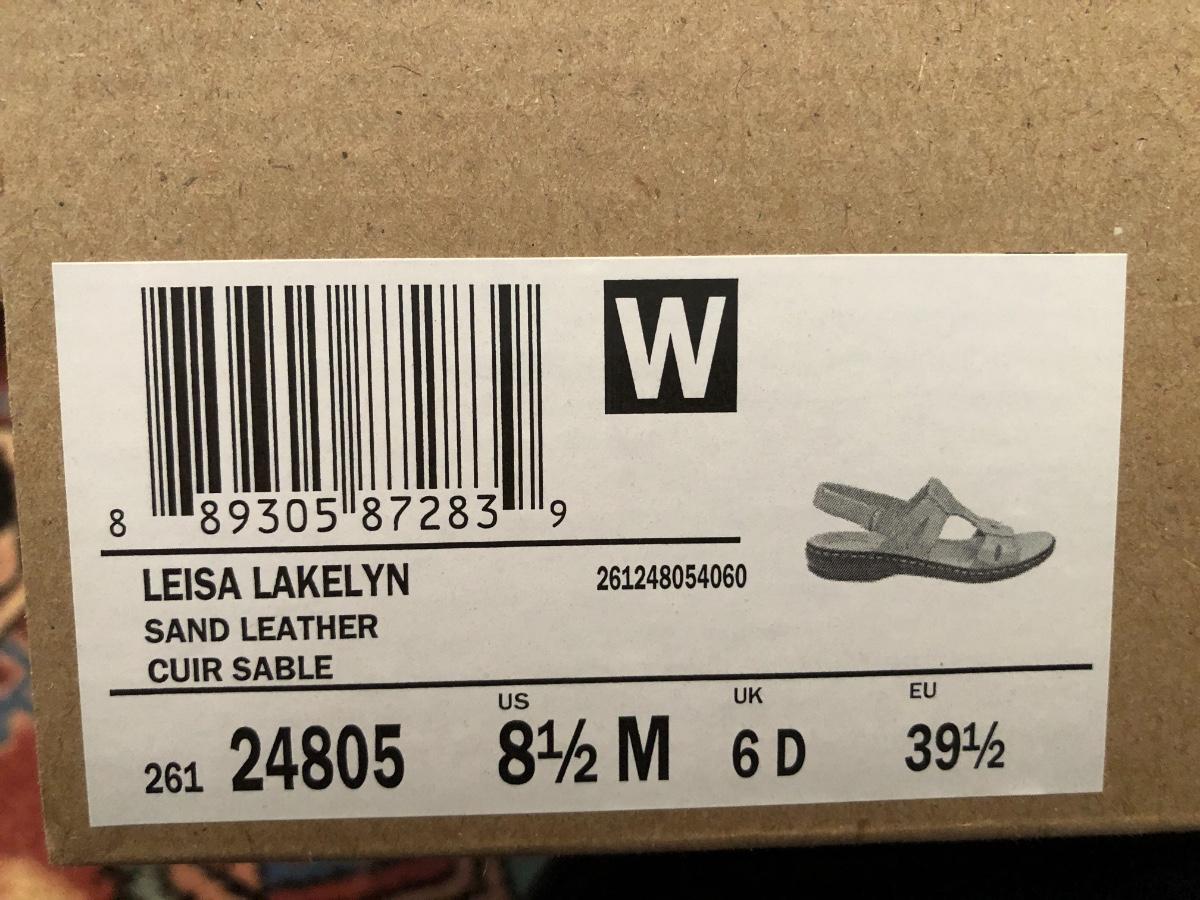 W
8 89305 87283 9
LEISA LAKELYN 261248054060
SAND LEATHER
CUIR SABLE
US UK EU
261 24805 8½ M 6 D 39½